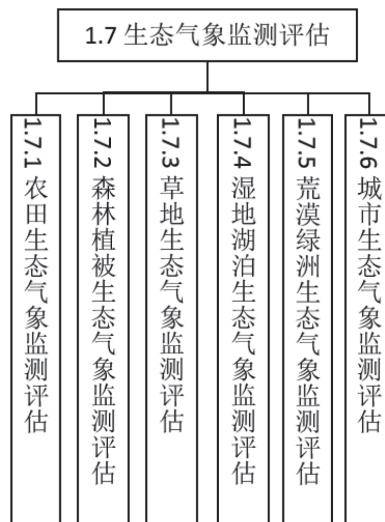 1.7 生态气象监测评估
1.7.1 农田生态气象监测评估
1.7.2 森林植被生态气象监测评估
1.7.3 草地生态气象监测评估
1.7.4 湿地湖泊生态气象监测评估
1.7.5 荒漠绿洲生态气象监测评估
1.7.6 城市生态气象监测评估